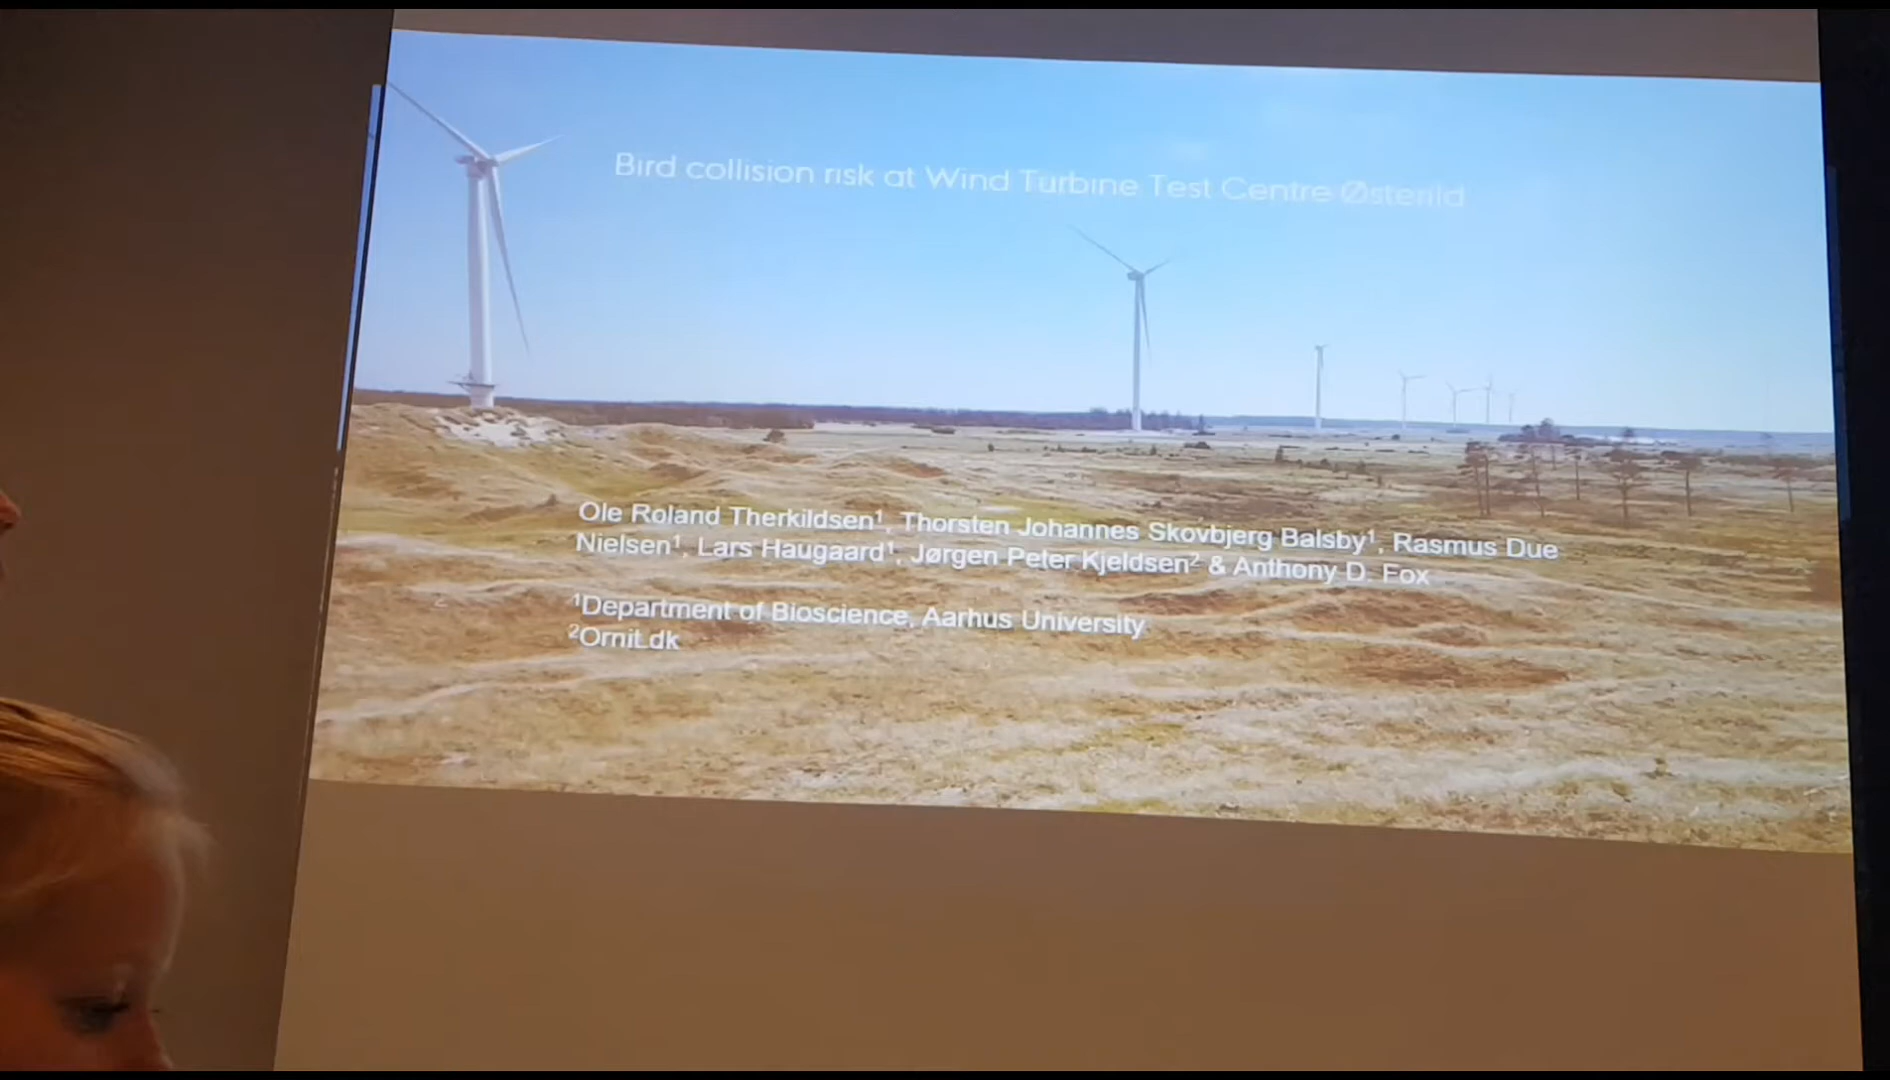 Bird collision risk at Wind Turbine Test Centre Østerild
Ole Roland Therkildsen¹, Thorsten Johannes Skovbjerg Balsby¹, Rasmus Due
Nielsen¹, Lars Haugaard¹, Jørgen Peter Kjeldsen² & Anthony D. Fox
¹Department of Bioscience, Aarhus University
²Ornit.dk